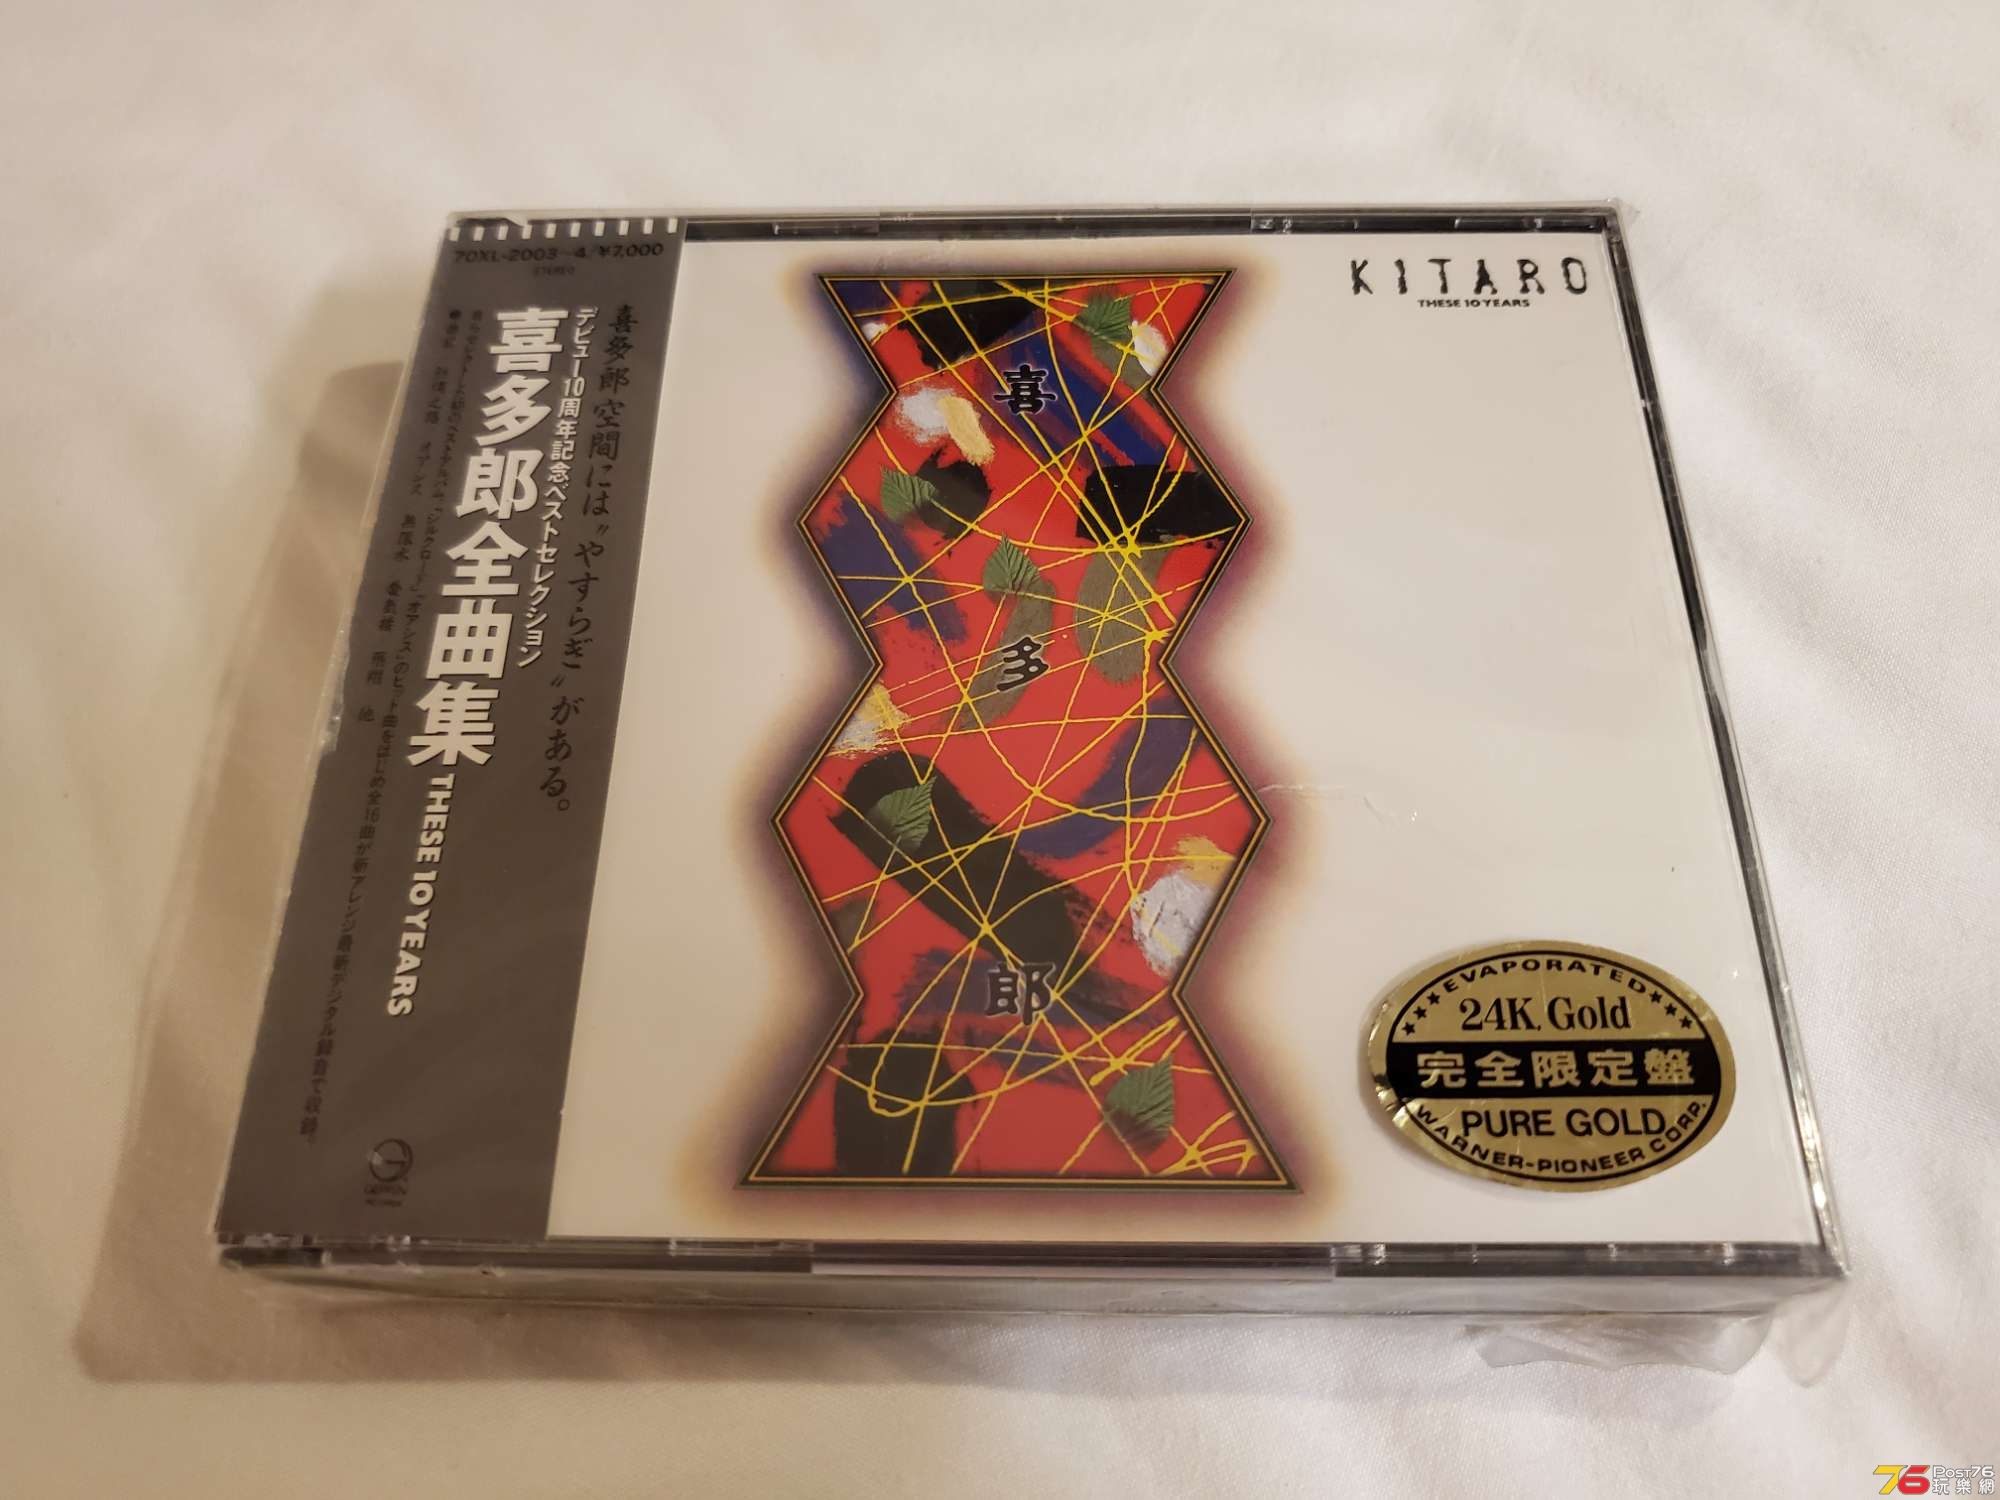 70XL-2003~4/¥7,000
STEREO
喜多郎空間には"やすらぎ"がある。
デビュー10周年記念ベストセレクション
喜多郎全曲集 THESE 10 YEARS
KITARO
THESE 10 YEARS
喜
多
郎
EVAPORATED
24K. Gold
完全限定盤
PURE GOLD
WARNER-PIONEER CORP.
76 POST76
玩樂網